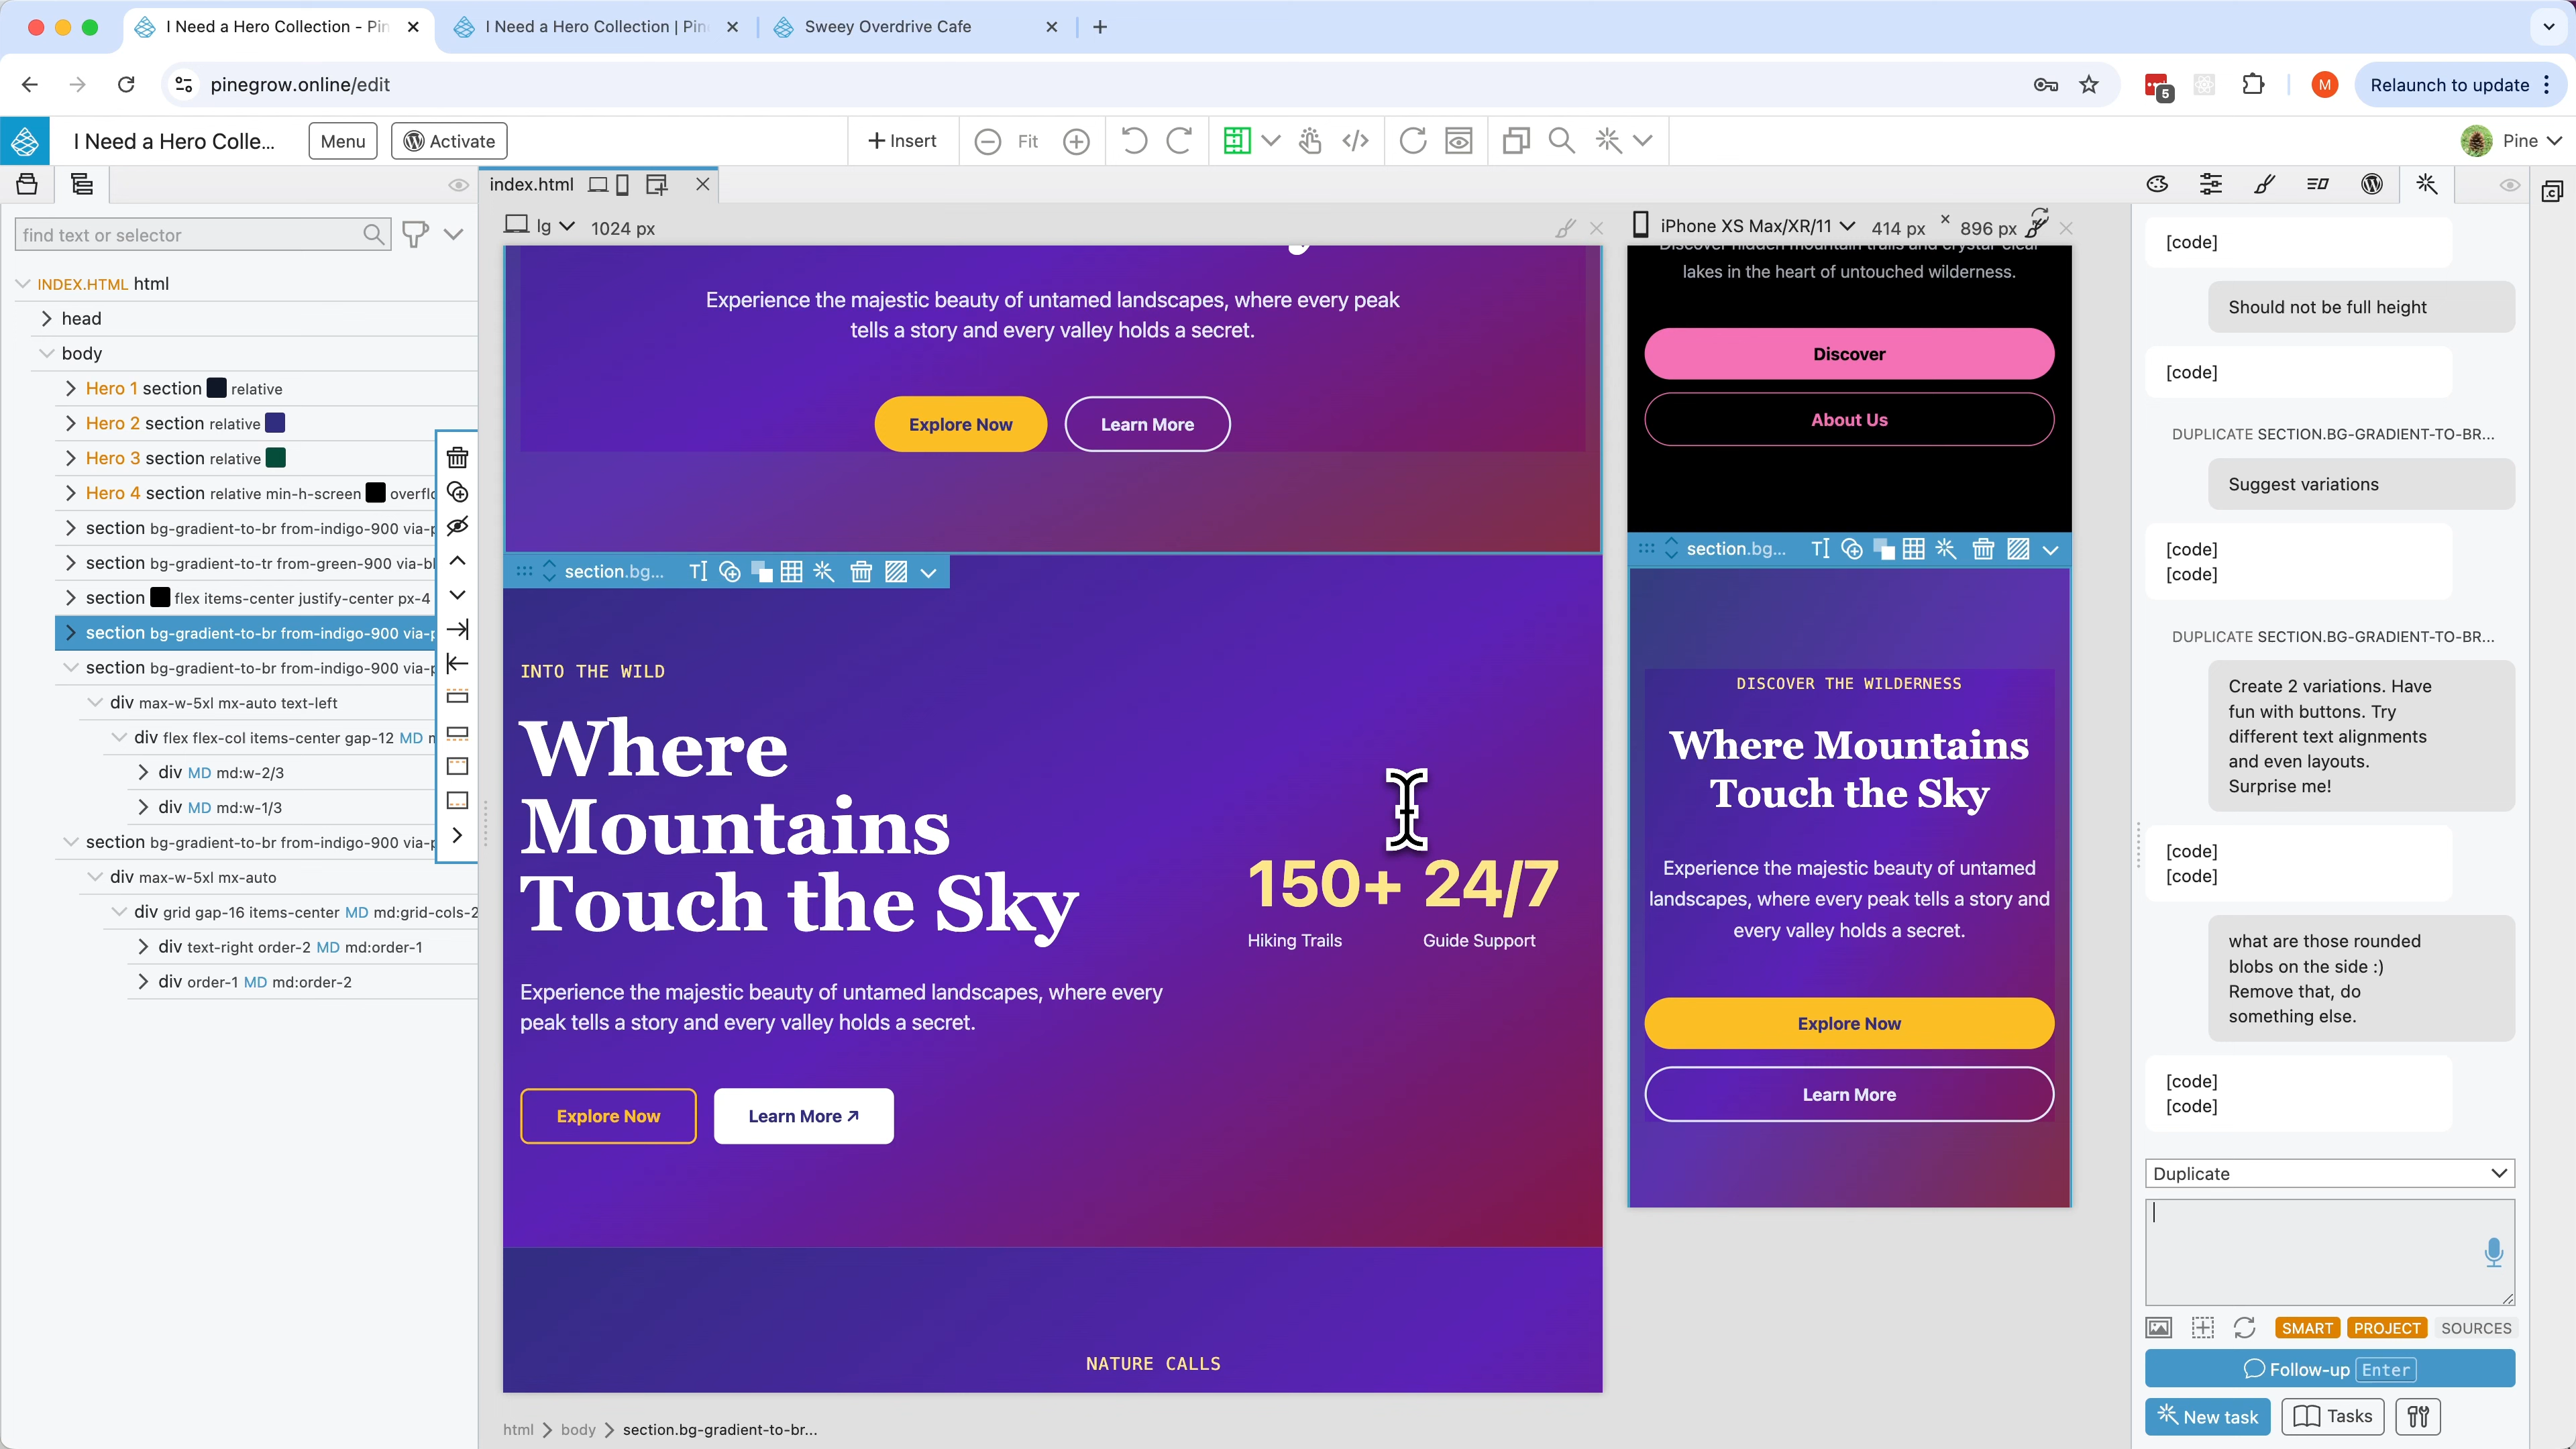 I Need a Hero Collection - Pin
I Need a Hero Collection | Pin
Sweey Overdrive Cafe
pinegrow.online/edit
5
M
Relaunch to update
I Need a Hero Colle...
Menu
Activate
Insert
Fit
Pine
index.html
find text or selector
lg
1024 px
iPhone XS Max/XR/11
414 px
×
896 px
INDEX.HTML html
head
body
Hero 1 section relative
Hero 2 section relative
Hero 3 section relative
Hero 4 section relative min-h-screen overflo
section bg-gradient-to-br from-indigo-900 via-p
section bg-gradient-to-tr from-green-900 via-bl
section flex items-center justify-center px-4
section bg-gradient-to-br from-indigo-900 via-p
section bg-gradient-to-br from-indigo-900 via-p
div max-w-5xl mx-auto text-left
div flex flex-col items-center gap-12 MD m
div MD md:w-2/3
div MD md:w-1/3
section bg-gradient-to-br from-indigo-900 via-p
div max-w-5xl mx-auto
div grid gap-16 items-center MD md:grid-cols-2
div text-right order-2 MD md:order-1
div order-1 MD md:order-2
Experience the majestic beauty of untamed landscapes, where every peak
tells a story and every valley holds a secret.
Explore Now
Learn More
section.bg...
INTO THE WILD
Where
Mountains
Touch the Sky
150+
Hiking Trails
24/7
Guide Support
Experience the majestic beauty of untamed landscapes, where every
peak tells a story and every valley holds a secret.
Explore Now
Learn More ↗
NATURE CALLS
html
body
section.bg-gradient-to-br...
Discover hidden mountain trails and crystal-clear
lakes in the heart of untouched wilderness.
Discover
About Us
section.bg...
DISCOVER THE WILDERNESS
Where Mountains
Touch the Sky
Experience the majestic beauty of untamed
landscapes, where every peak tells a story and
every valley holds a secret.
Explore Now
Learn More
[code]
Should not be full height
[code]
DUPLICATE SECTION.BG-GRADIENT-TO-BR...
Suggest variations
[code]
[code]
DUPLICATE SECTION.BG-GRADIENT-TO-BR...
Create 2 variations. Have
fun with buttons. Try
different text alignments
and even layouts.
Surprise me!
[code]
[code]
what are those rounded
blobs on the side :)
Remove that, do
something else.
[code]
[code]
Duplicate
SMART
PROJECT
SOURCES
Follow-up Enter
New task
Tasks